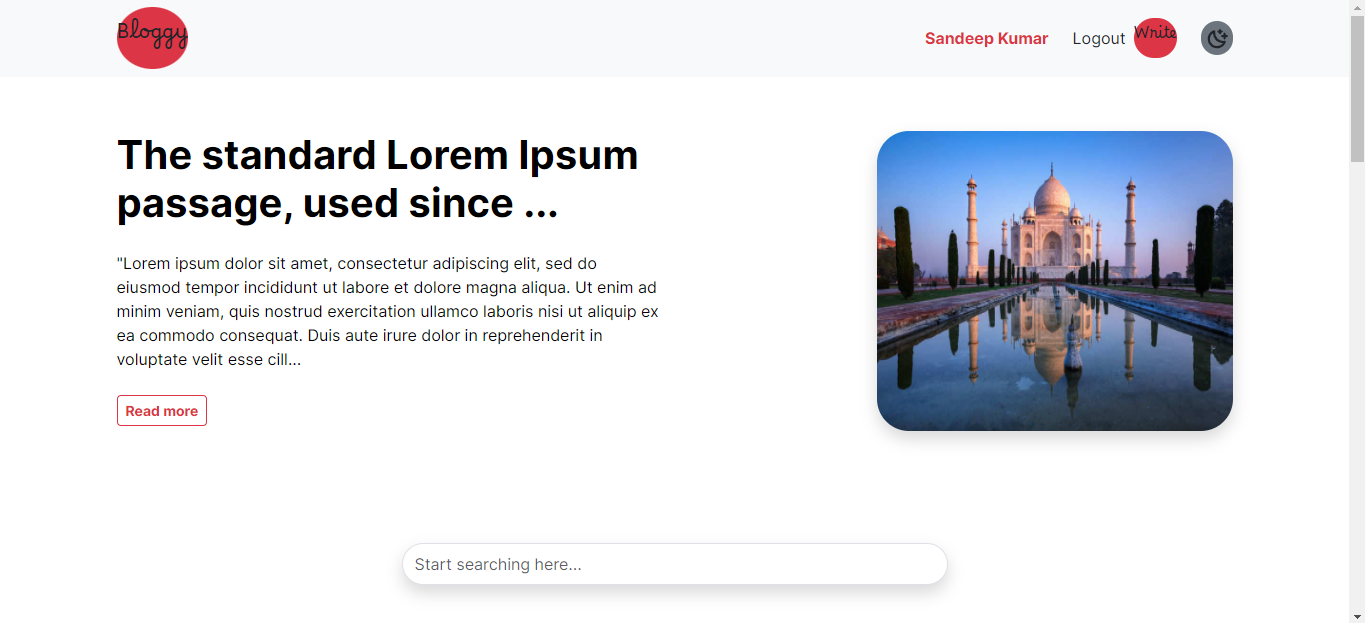 Bloggy
Sandeep Kumar Logout Write
The standard Lorem Ipsum
passage, used since ...
"Lorem ipsum dolor sit amet, consectetur adipiscing elit, sed do
eiusmod tempor incididunt ut labore et dolore magna aliqua. Ut enim ad
minim veniam, quis nostrud exercitation ullamco laboris nisi ut aliquip ex
ea commodo consequat. Duis aute irure dolor in reprehenderit in
voluptate velit esse cill...
Read more
Start searching here...